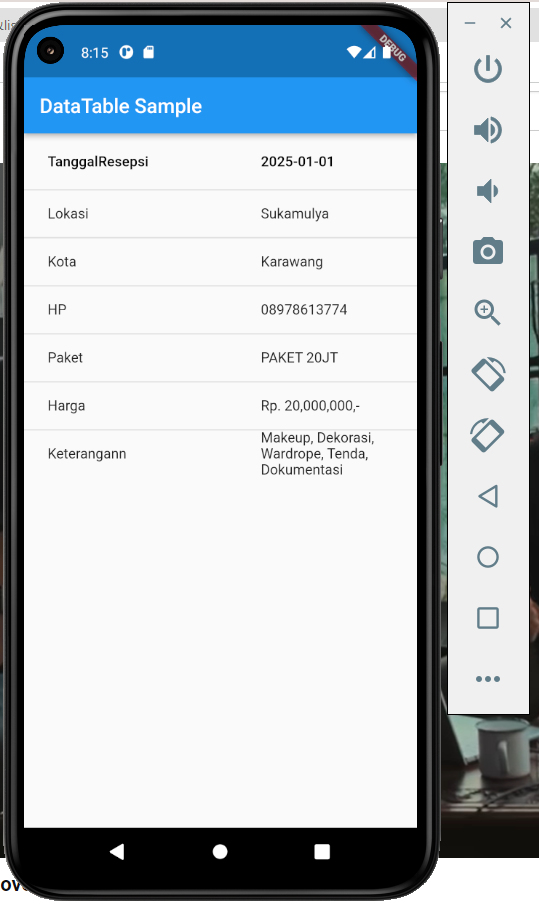 8:15
DEBUG
DataTable Sample
TanggalResepsi 2025-01-01
Lokasi Sukamulya
Kota Karawang
HP 08978613774
Paket PAKET 20JT
Harga Rp. 20,000,000,-
Keterangann Makeup, Dekorasi,
Wardrope, Tenda,
Dokumentasi